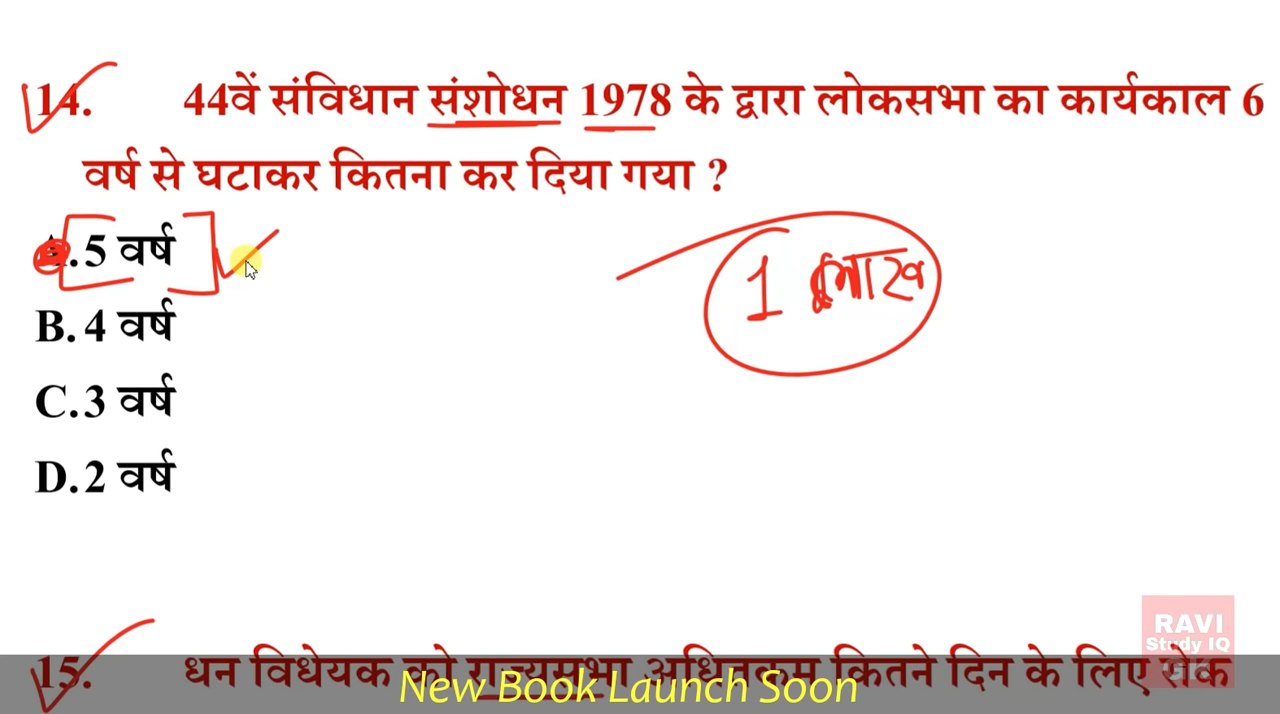 14. 44वें संविधान संशोधन 1978 के द्वारा लोकसभा का कार्यकाल 6
वर्ष से घटाकर कितना कर दिया गया ?
A. 5 वर्ष
B. 4 वर्ष
C. 3 वर्ष
D. 2 वर्ष
1 लाख
RAVI
Study IQ
GK
15. धन विधेयक को राज्यसभा अधिकतम कितने दिन के लिए रोक
New Book Launch Soon